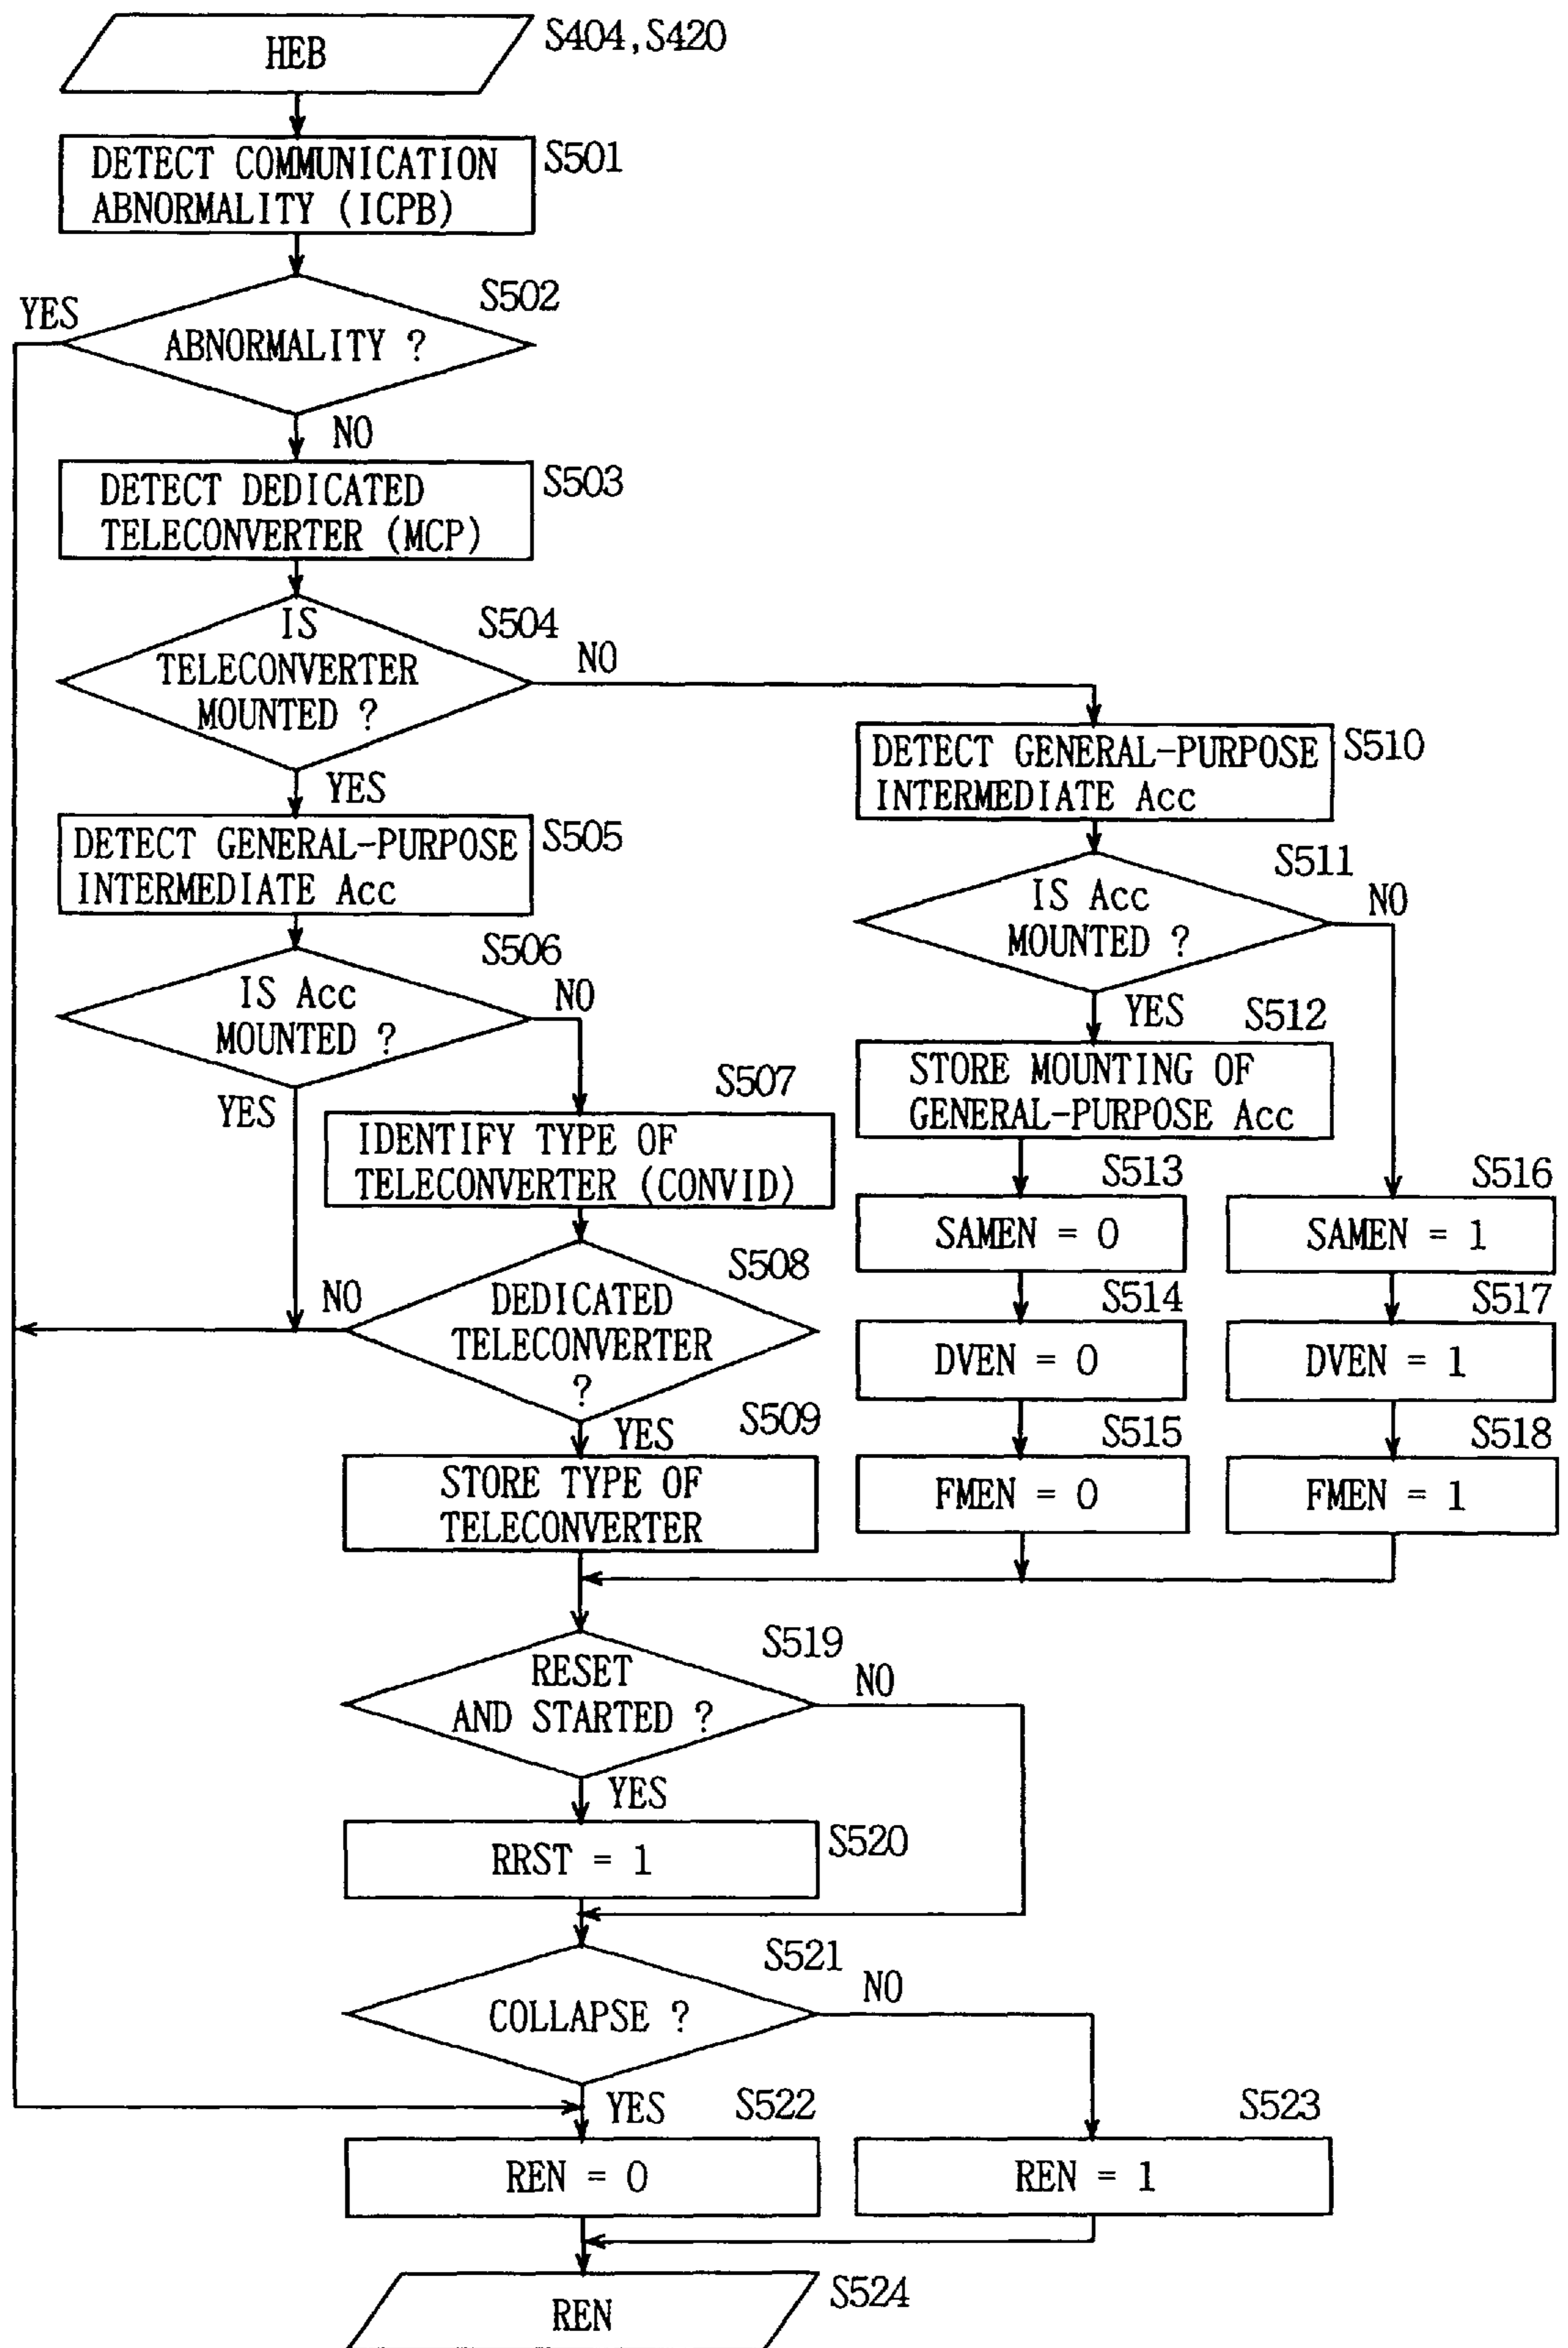 HEB
S404,S420
DETECT COMMUNICATION
ABNORMALITY (ICPB)
S501
S502
YES
ABNORMALITY ?
NO
DETECT DEDICATED
TELECONVERTER (MCP)
S503
IS
TELECONVERTER
MOUNTED ?
S504
NO
YES
DETECT GENERAL-PURPOSE
INTERMEDIATE Acc
S505
IS Acc
MOUNTED ?
S506
NO
YES
S507
IDENTIFY TYPE OF
TELECONVERTER (CONVID)
S508
NO
DEDICATED
TELECONVERTER
?
YES
S509
STORE TYPE OF
TELECONVERTER
DETECT GENERAL-PURPOSE
INTERMEDIATE Acc
S510
S511
IS Acc
MOUNTED ?
NO
YES
S512
STORE MOUNTING OF
GENERAL-PURPOSE Acc
S513
SAMEN = 0
S514
DVEN = 0
S515
FMEN = 0
S516
SAMEN = 1
S517
DVEN = 1
S518
FMEN = 1
S519
RESET
AND STARTED ?
NO
YES
RRST = 1
S520
S521
COLLAPSE ?
NO
YES
S522
REN = 0
S523
REN = 1
REN
S524